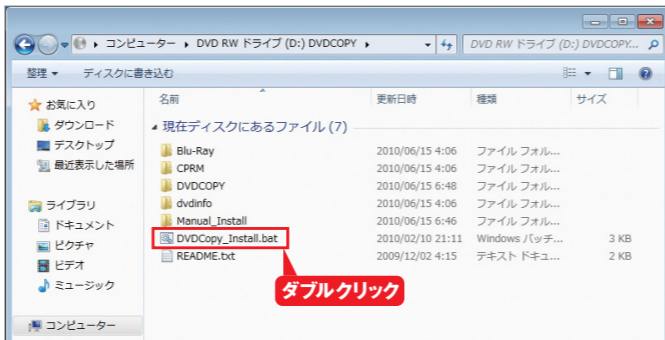 コンピューター ▸ DVD RW ドライブ (D:) DVDCOPY ▸
DVD RW ドライブ (D:) DVDCOPY...
整理 ▼ ディスクに書き込む
お気に入り
ダウンロード
デスクトップ
最近表示した場所
ライブラリ
ドキュメント
ピクチャ
ビデオ
ミュージック
コンピューター
名前 更新日時 種類 サイズ
現在ディスクにあるファイル (7)
Blu-Ray 2010/06/15 4:06 ファイル フォル...
CPRM 2010/06/15 4:06 ファイル フォル...
DVDCOPY 2010/06/15 6:48 ファイル フォル...
dvdinfo 2010/06/15 4:06 ファイル フォル...
Manual_Install 2010/06/15 6:46 ファイル フォル...
DVDCopy_Install.bat 2010/02/10 21:11 Windows バッチ... 3 KB
README.txt 2009/12/02 4:15 テキスト ドキュ... 2 KB
ダブルクリック